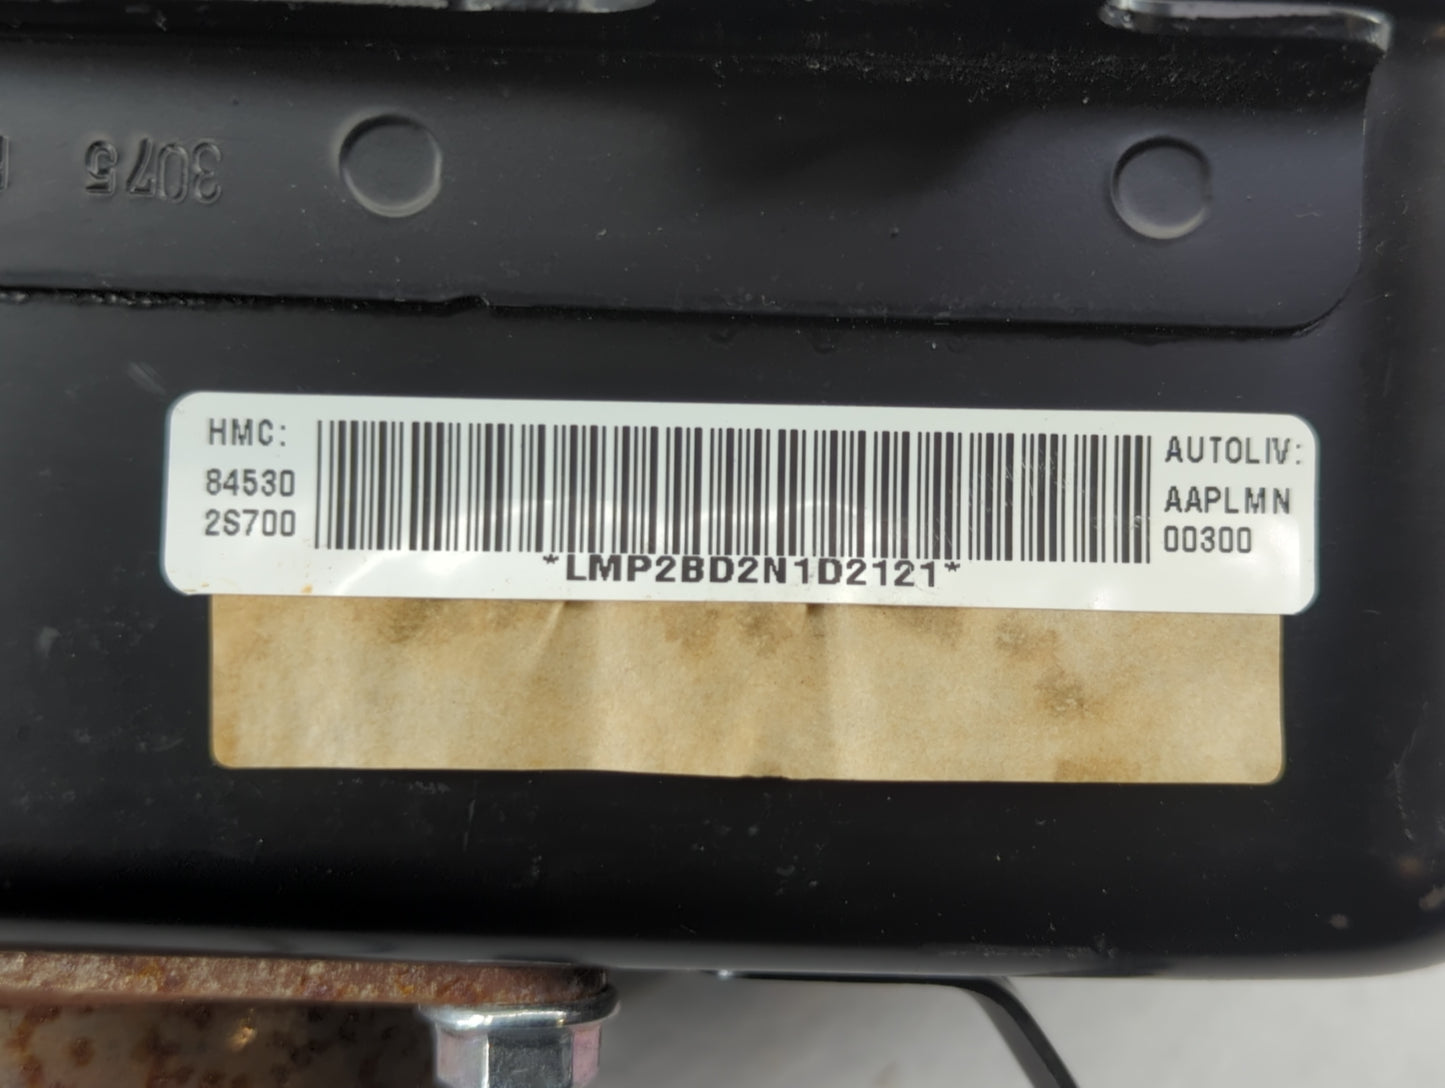 3075
HMC:
84530
2S700
*LMP2BD2N1D2121*
AUTOLIV:
AAPLMN
00300